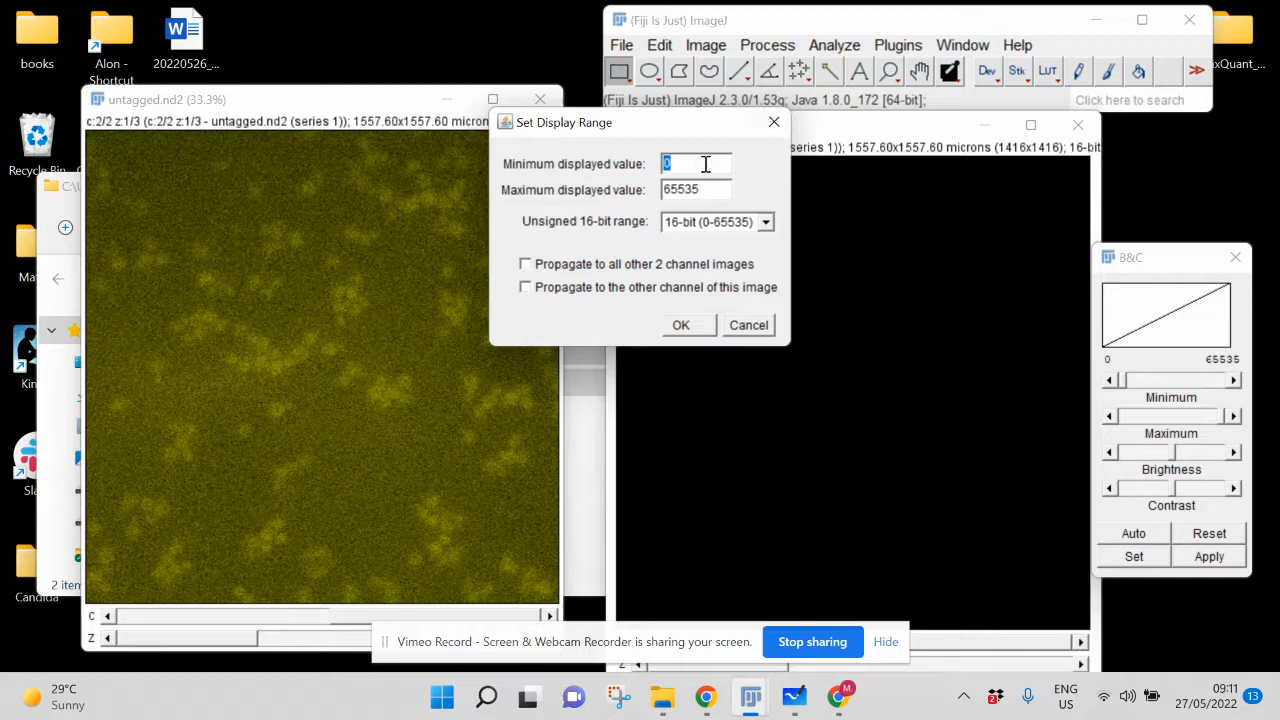 books
Alon -
Shortcut
20220526_...
Recycle Bin
C:\U
Ma
Kin
Sla
Candida
2 item
untagged.nd2 (33.3%)
c:2/2 z:1/3 (c:2/2 z:1/3 - untagged.nd2 (series 1)); 1557.60x1557.60 micron
C
Z
(Fiji Is Just) ImageJ
File Edit Image Process Analyze Plugins Window Help
Dev Stk LUT
(Fiji Is Just) ImageJ 2.3.0/1.53q; Java 1.8.0_172 [64-bit];
Click here to search
xQuant_...
series 1)); 1557.60x1557.60 microns (1416x1416); 16-bit
Set Display Range
Minimum displayed value: 0
Maximum displayed value: 65535
Unsigned 16-bit range: 16-bit (0-65535)
Propagate to all other 2 channel images
Propagate to the other channel of this image
OK Cancel
B&C
0 65535
Minimum
Maximum
Brightness
Contrast
Auto Reset
Set Apply
Vimeo Record - Screen & Webcam Recorder is sharing your screen. Stop sharing Hide
Z
29°C
Sunny
M.
2
ENG
US
09:11
27/05/2022
13